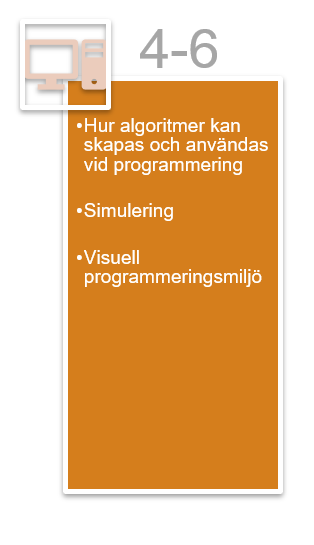 4-6
•Hur algoritmer kan
skapas och användas
vid programmering
•Simulering
•Visuell
programmeringsmiljö